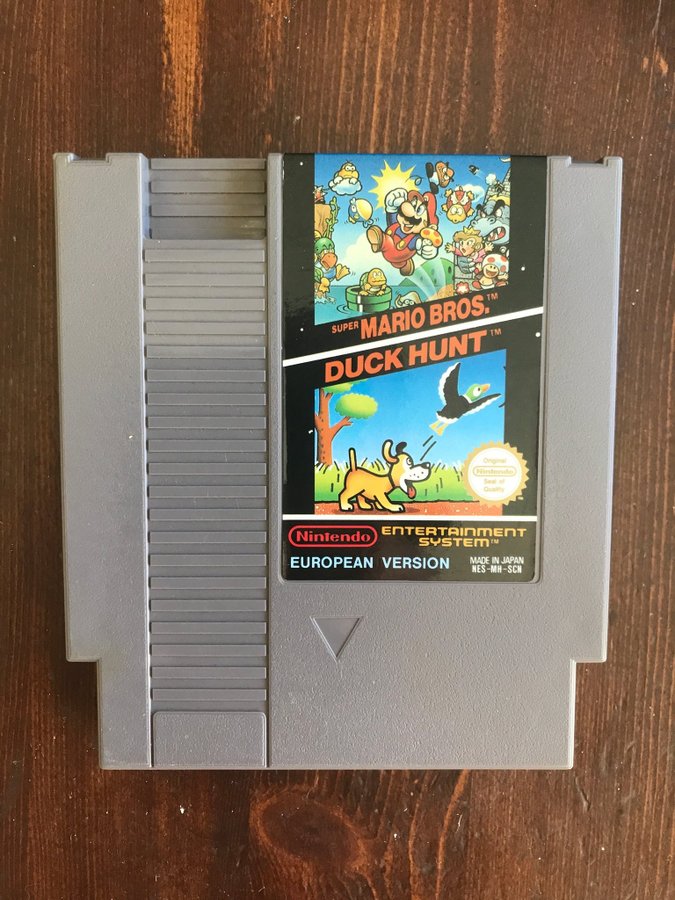 SUPER MARIO BROS.™
DUCK HUNT™
Original
Nintendo
Seal of
Quality
Nintendo
ENTERTAINMENT
SYSTEM™
EUROPEAN VERSION
MADE IN JAPAN
NES-MH-SCN